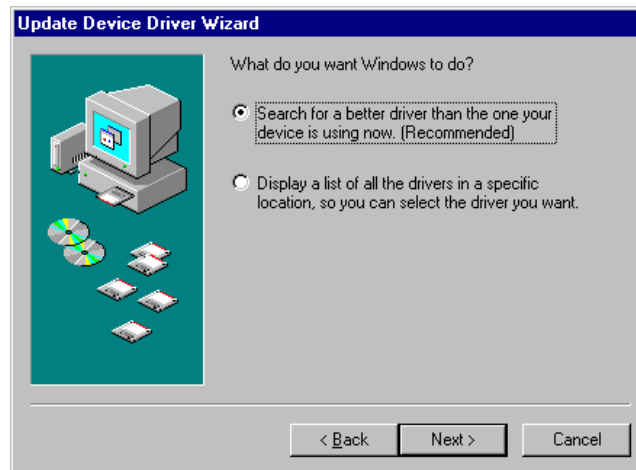 Update Device Driver Wizard
What do you want Windows to do?
Search for a better driver than the one your
device is using now. (Recommended)
Display a list of all the drivers in a specific
location, so you can select the driver you want.
< Back
Next >
Cancel